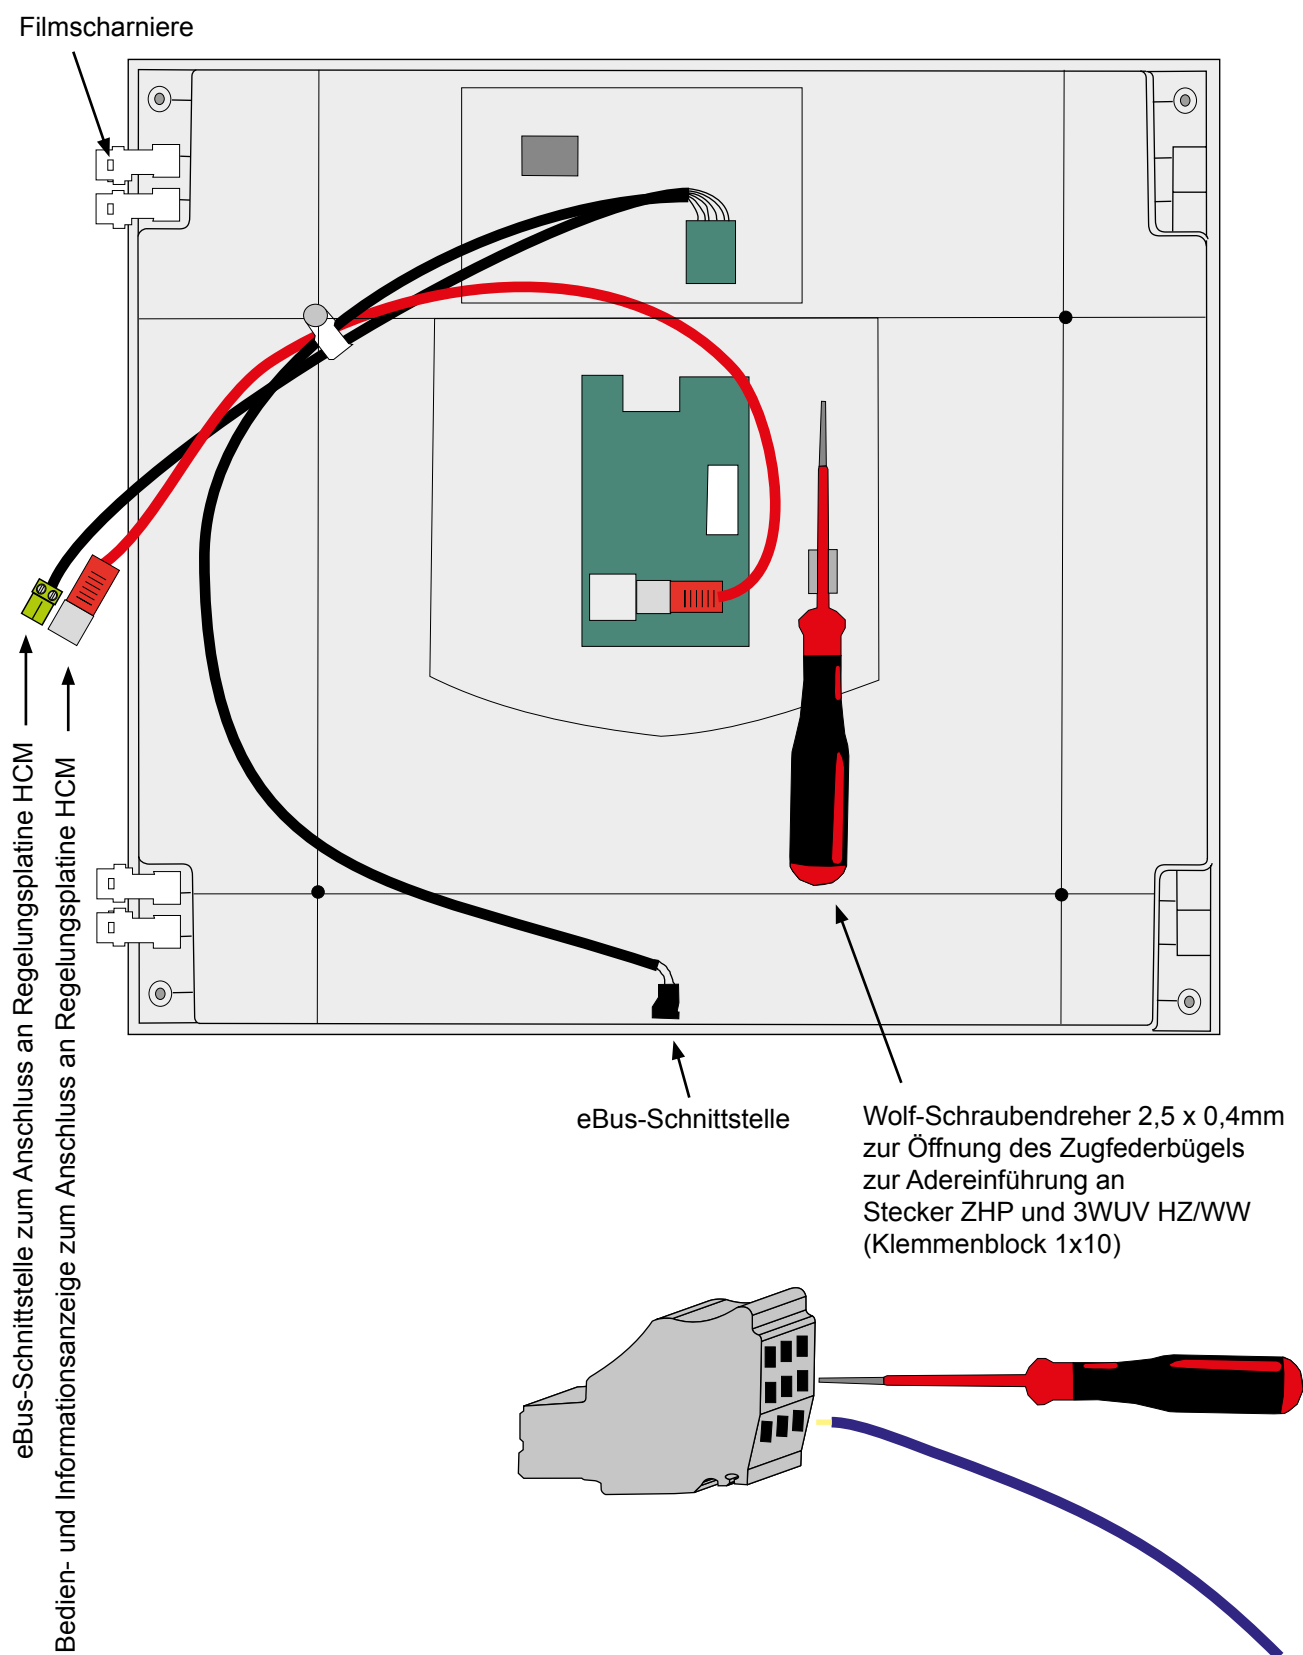 Filmscharniere
eBus-Schnittstelle zum Anschluss an Regelungsplatine HCM
Bedien- und Informationsanzeige zum Anschluss an Regelungsplatine HCM
eBus-Schnittstelle
Wolf-Schraubendreher 2,5 x 0,4mm
zur Öffnung des Zugfederbügels
zur Adereinführung an
Stecker ZHP und 3WUV HZ/WW
(Klemmenblock 1x10)